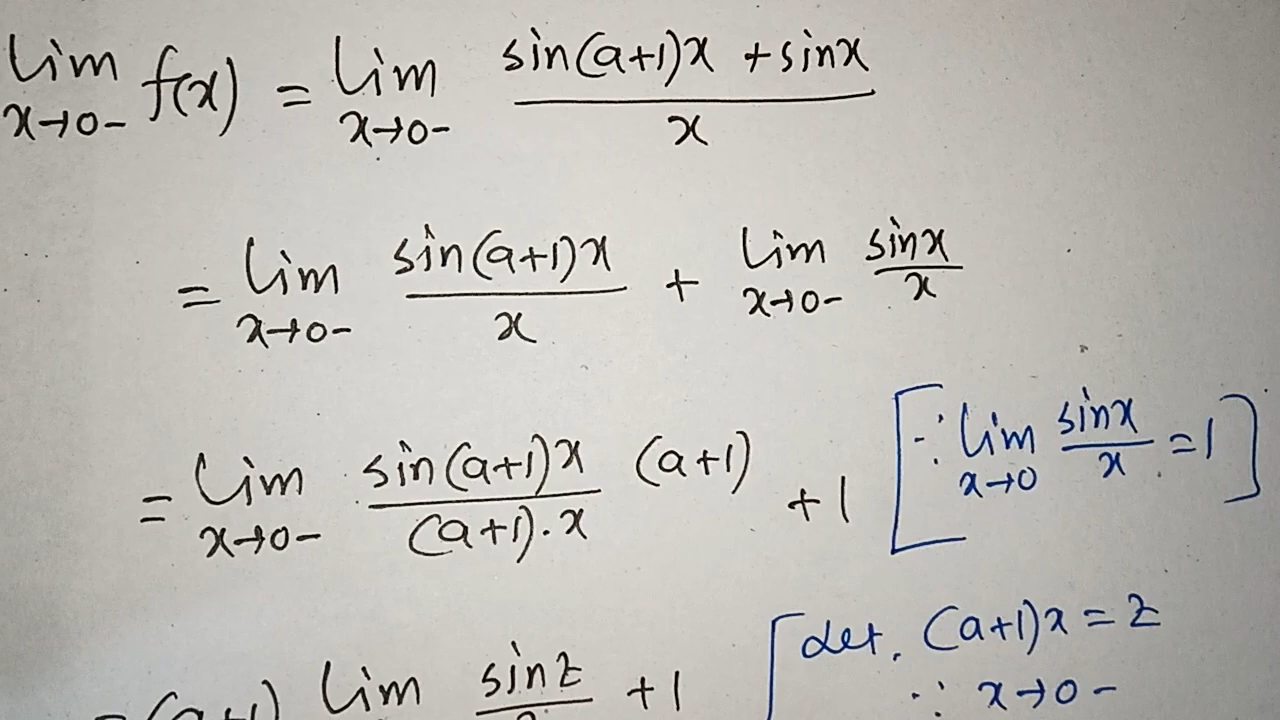 lim x→0- f(x) = lim x→0- (sin(a+1)x + sinx)/x
= lim x→0- sin(a+1)x/x + lim x→0- sinx/x
= lim x→0- sin(a+1)x/((a+1).x) (a+1) + 1 [∵ lim x→0 sinx/x = 1]
= (a+1) lim sinz + 1 [Let, (a+1)x = z
∵ x→0-